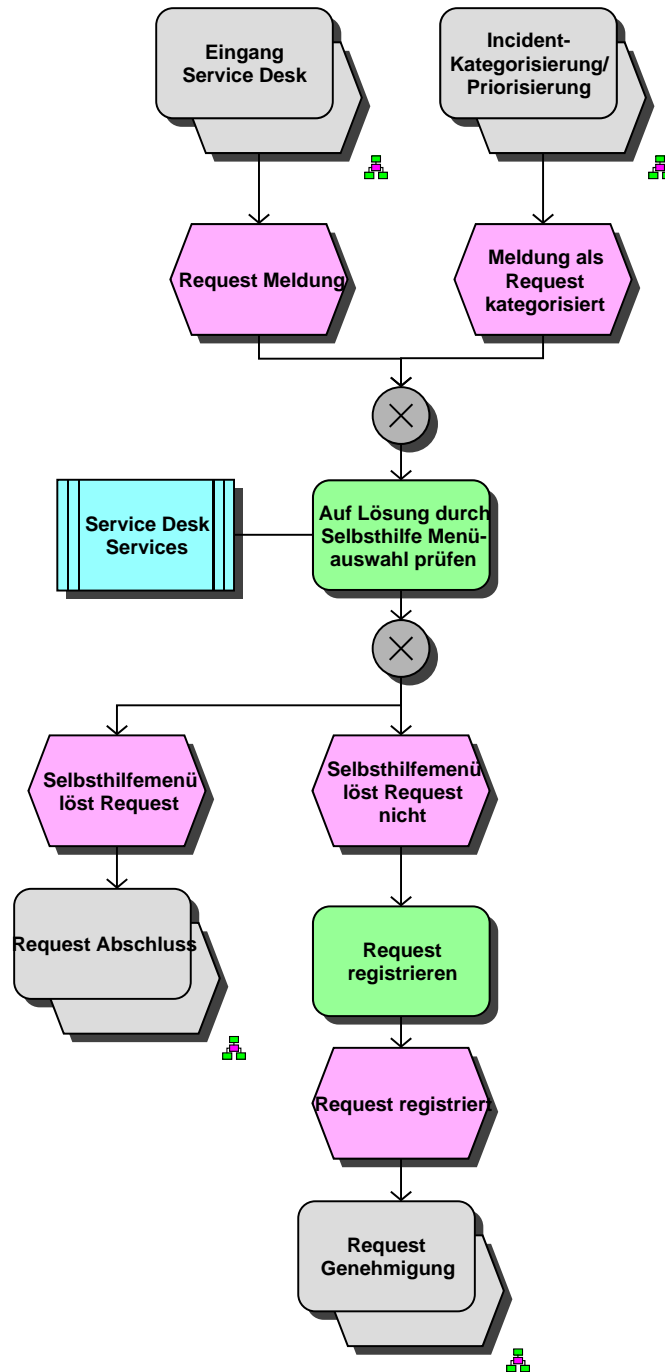 Eingang
Service Desk
Incident-
Kategorisierung/
Priorisierung
Request Meldung
Meldung als
Request
kategorisiert
Service Desk
Services
Auf Lösung durch
Selbsthilfe Menü-
auswahl prüfen
Selbsthilfemenü
löst Request
Selbsthilfemenü
löst Request
nicht
Request Abschluss
Request
registrieren
Request registriert
Request
Genehmigung